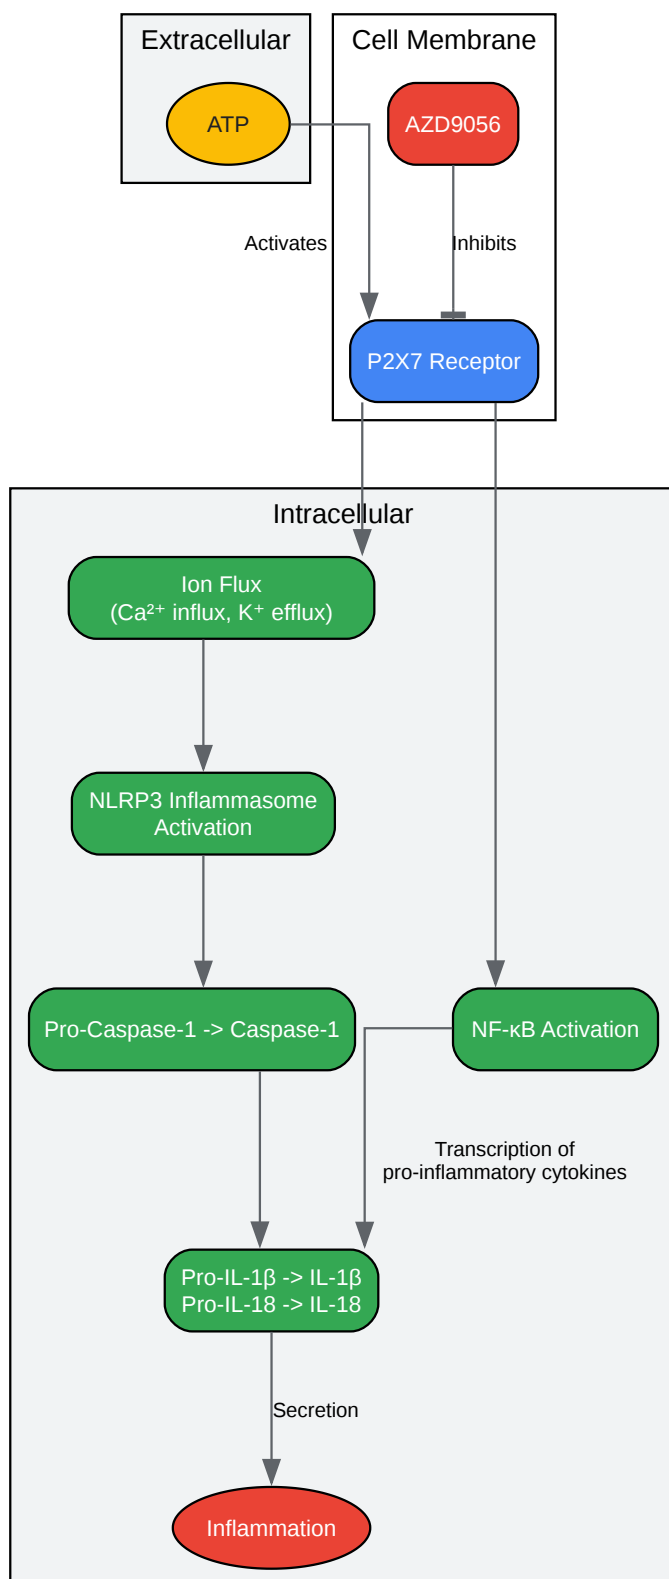 Extracellular
Cell Membrane
ATP
AZD9056
Activates
Inhibits
P2X7 Receptor
Intracellular
Ion Flux
(Ca²⁺ influx, K⁺ efflux)
NLRP3 Inflammasome
Activation
Pro-Caspase-1 -> Caspase-1
NF-κB Activation
Transcription of
pro-inflammatory cytokines
Pro-IL-1β -> IL-1β
Pro-IL-18 -> IL-18
Secretion
Inflammation